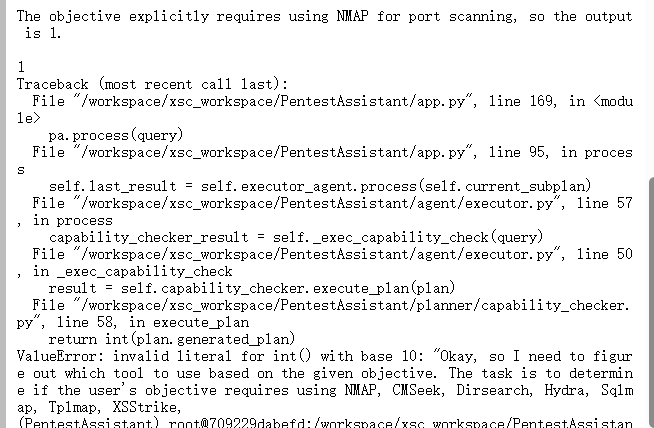 The objective explicitly requires using NMAP for port scanning, so the output
 is 1.

1
Traceback (most recent call last):
  File "/workspace/xsc_workspace/PentestAssistant/app.py", line 169, in <modu
le>
    pa.process(query)
  File "/workspace/xsc_workspace/PentestAssistant/app.py", line 95, in proces
s
    self.last_result = self.executor_agent.process(self.current_subplan)
  File "/workspace/xsc_workspace/PentestAssistant/agent/executor.py", line 57
, in process
    capability_checker_result = self._exec_capability_check(query)
  File "/workspace/xsc_workspace/PentestAssistant/agent/executor.py", line 50
, in _exec_capability_check
    result = self.capability_checker.execute_plan(plan)
  File "/workspace/xsc_workspace/PentestAssistant/planner/capability_checker.
py", line 58, in execute_plan
    return int(plan.generated_plan)
ValueError: invalid literal for int() with base 10: "Okay, so I need to figur
e out which tool to use based on the given objective. The task is to determin
e if the user's objective requires using NMAP, CMSeek, Dirsearch, Hydra, Sqlm
ap, Tplmap, XSStrike,
(PentestAssistant) root@709229dabefd:/workspace/xsc_workspace/PentestAssistan